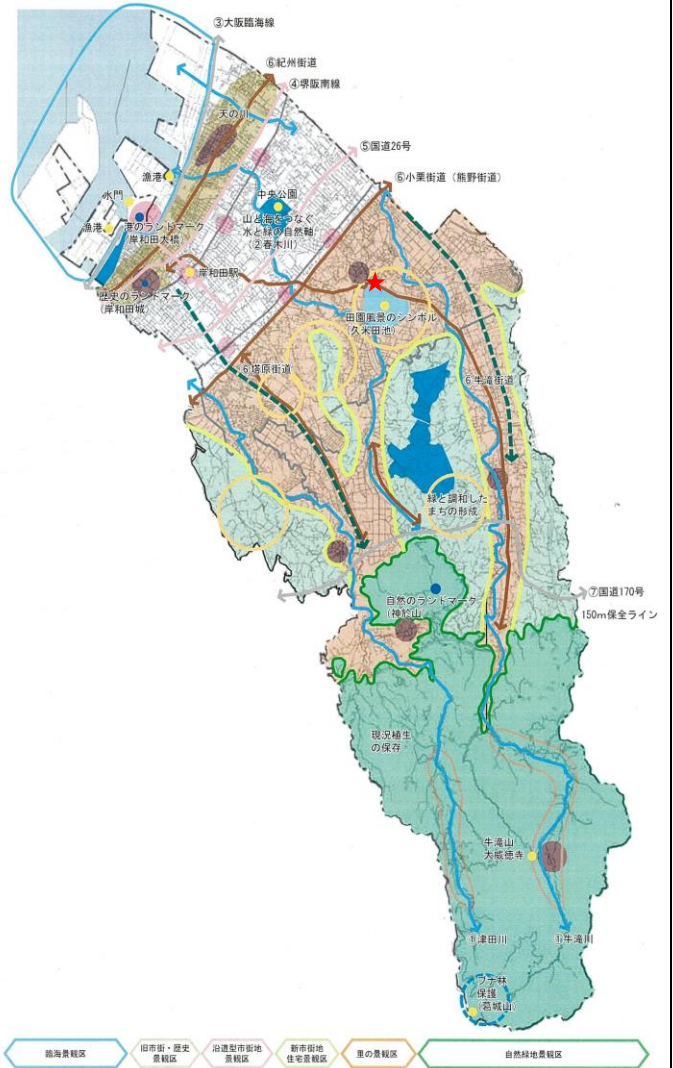 ③大阪臨海線
⑥紀州街道
④堺阪南線
天の川
⑤国道26号
漁港
⑥小栗街道（熊野街道）
水門
中央公園
漁港
港のランドマーク
岸和田大橋
山と海をつなぐ
水と緑の自然軸
（②春木川）
岸和田駅
歴史のランドマーク
（岸和田城）
田園風景のシンボル
（久米田池）
⑥塔原街道
⑥牛滝街道
緑と調和した
まちの形成
⑦国道170号
自然のランドマーク
（神於山）
150m保全ライン
現況植生
の保存
牛滝山
大威徳寺
①津田川
①牛滝川
ブナ林
保護
（葛城山）
臨海景観区
旧市街・歴史
景観区
沿道型市街地
景観区
新市街地
住宅景観区
里の景観区
自然緑地景観区